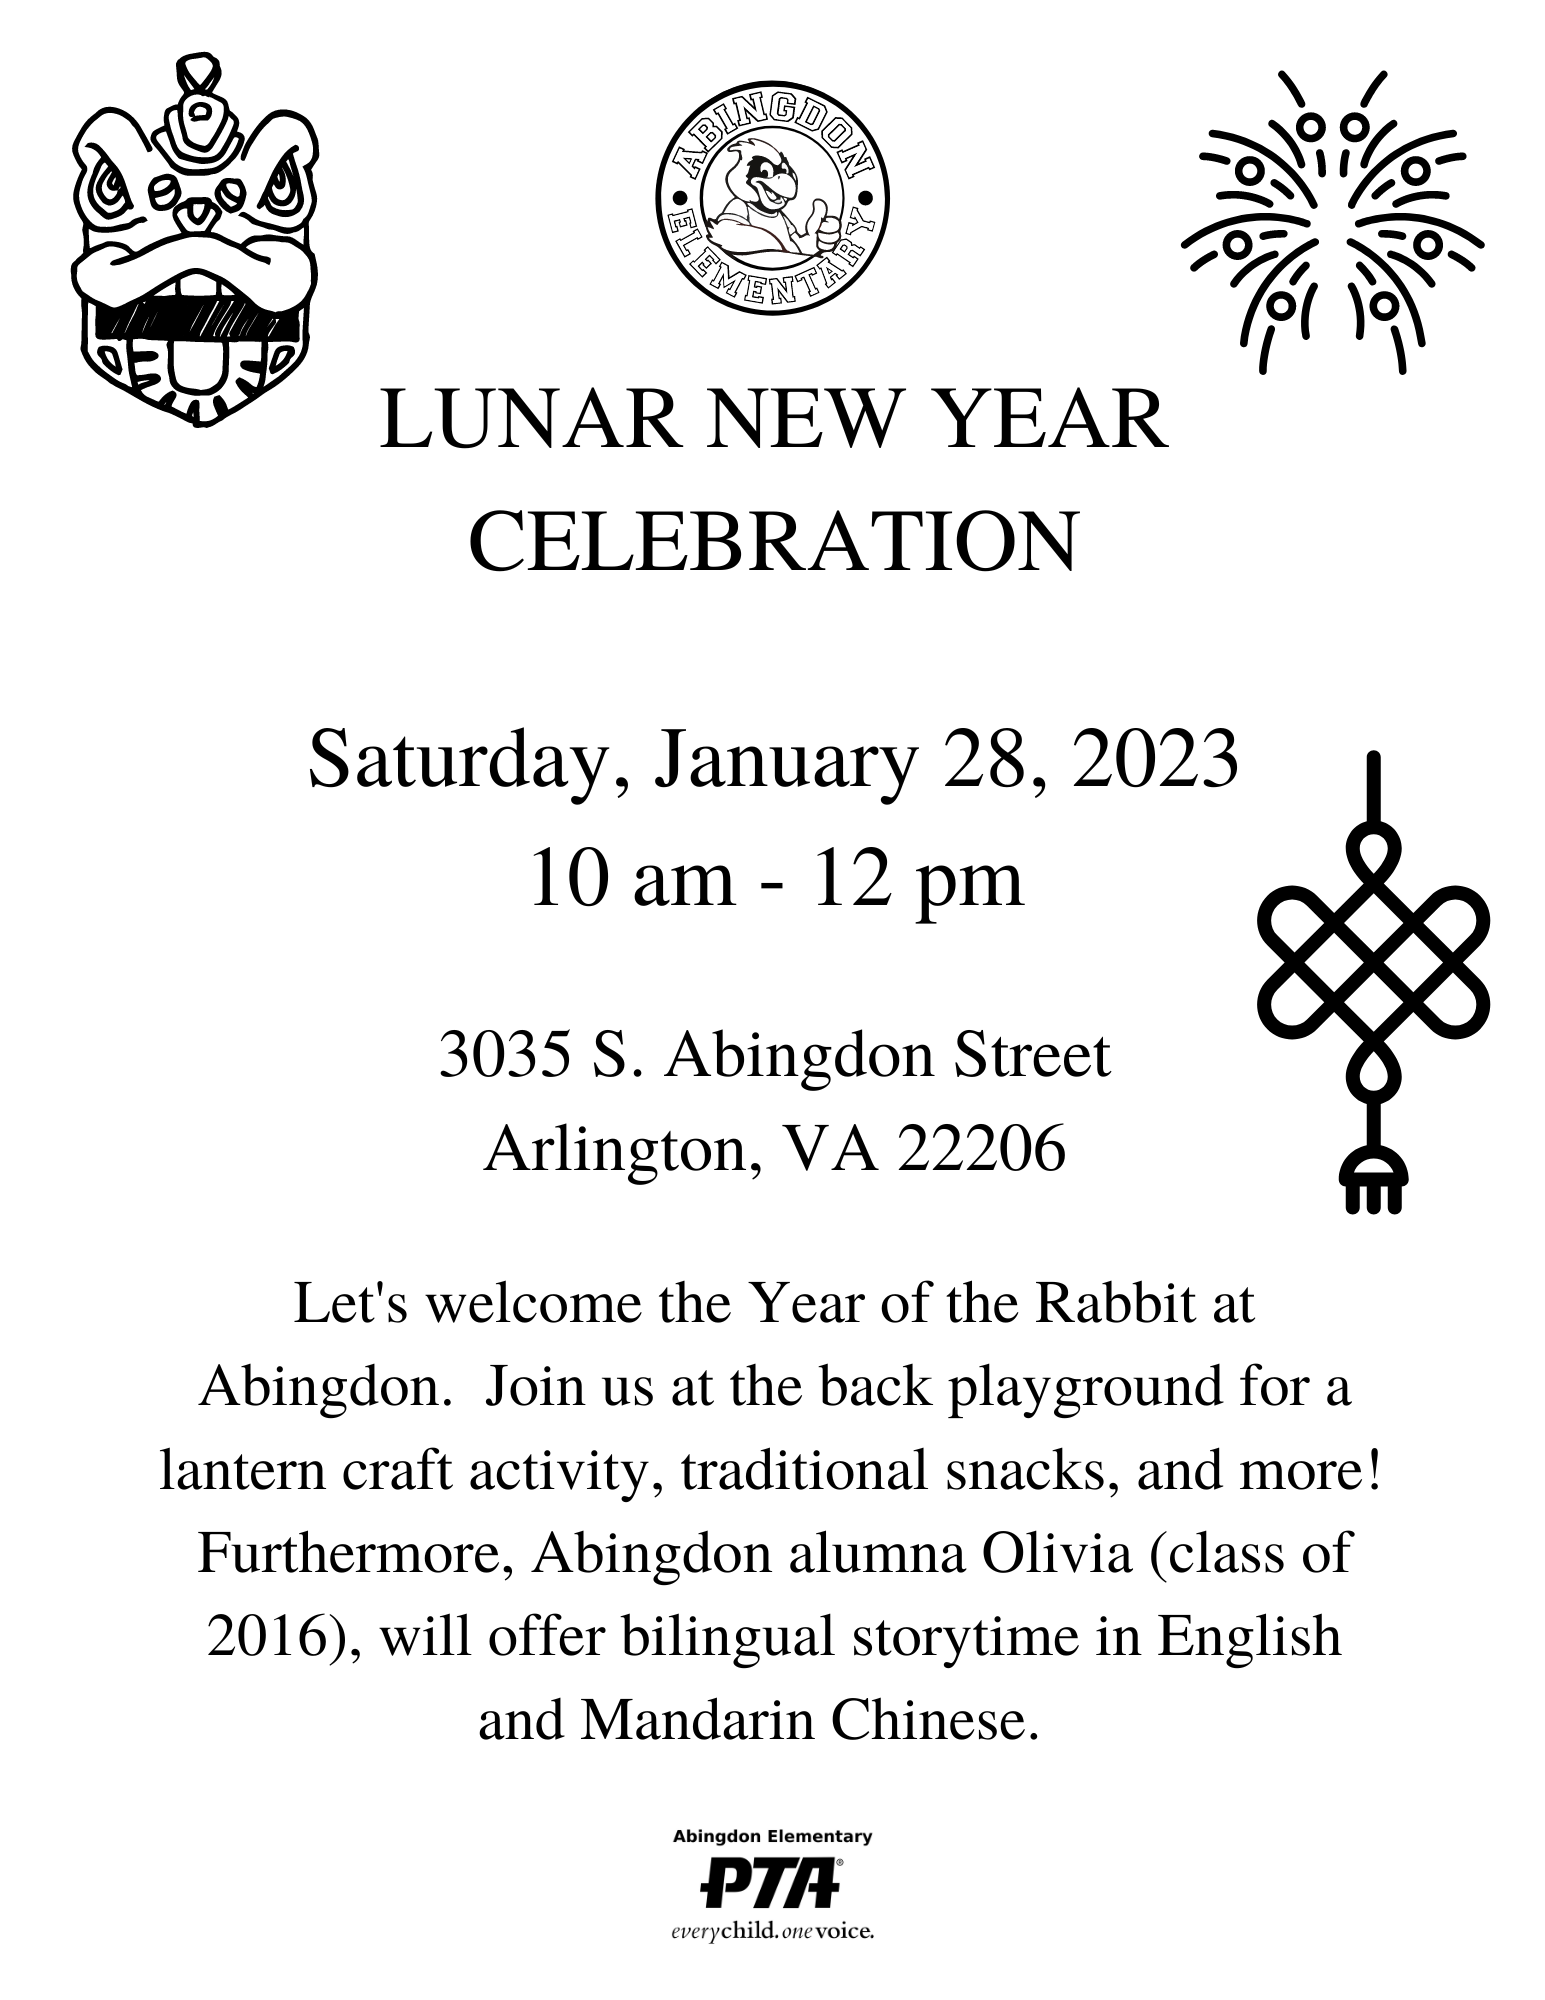 ABINGDON
ELEMENTARY
LUNAR NEW YEAR
CELEBRATION
Saturday, January 28, 2023
10 am - 12 pm
3035 S. Abingdon Street
Arlington, VA 22206
Let's welcome the Year of the Rabbit at
Abingdon.  Join us at the back playground for a
lantern craft activity, traditional snacks, and more!
Furthermore, Abingdon alumna Olivia (class of
2016), will offer bilingual storytime in English
and Mandarin Chinese.
Abingdon Elementary
PTA®
everychild.onevoice.